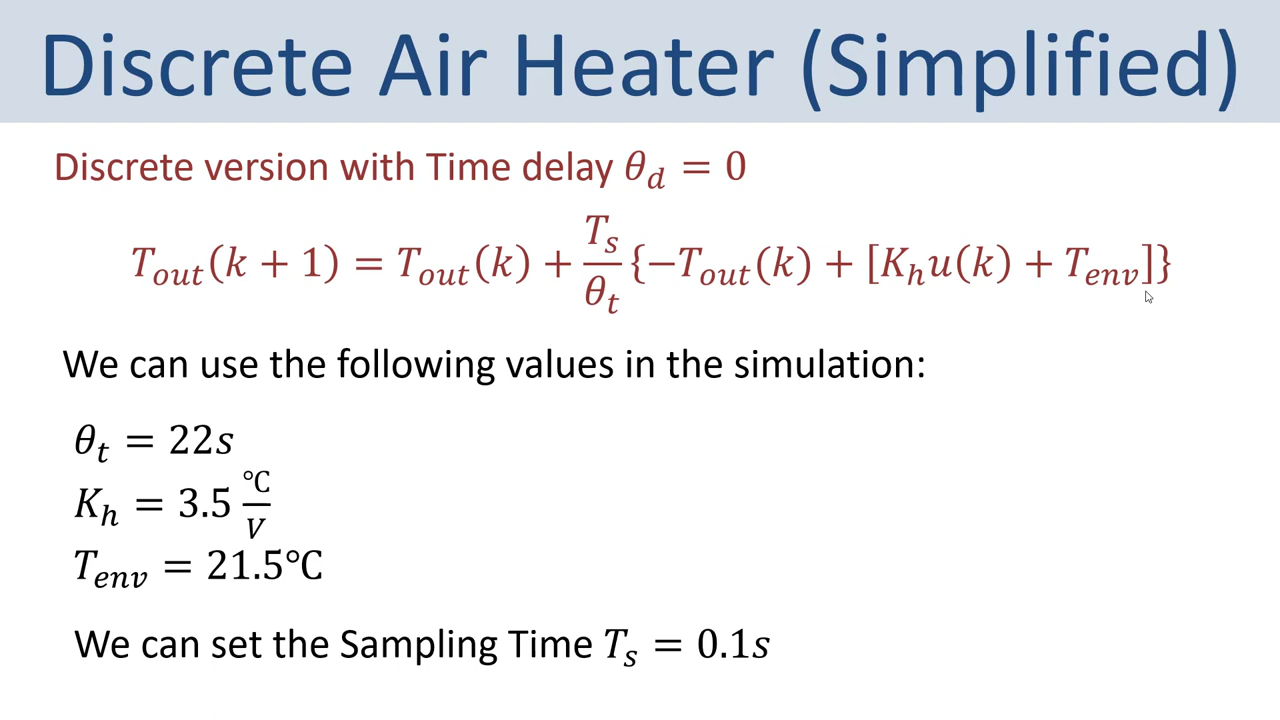 Discrete Air Heater (Simplified)
Discrete version with Time delay θ_d = 0
T_out(k + 1) = T_out(k) + T_s/θ_t {−T_out(k) + [K_h u(k) + T_env]}
We can use the following values in the simulation:
θ_t = 22s
K_h = 3.5 ℃/V
T_env = 21.5℃
We can set the Sampling Time T_s = 0.1s